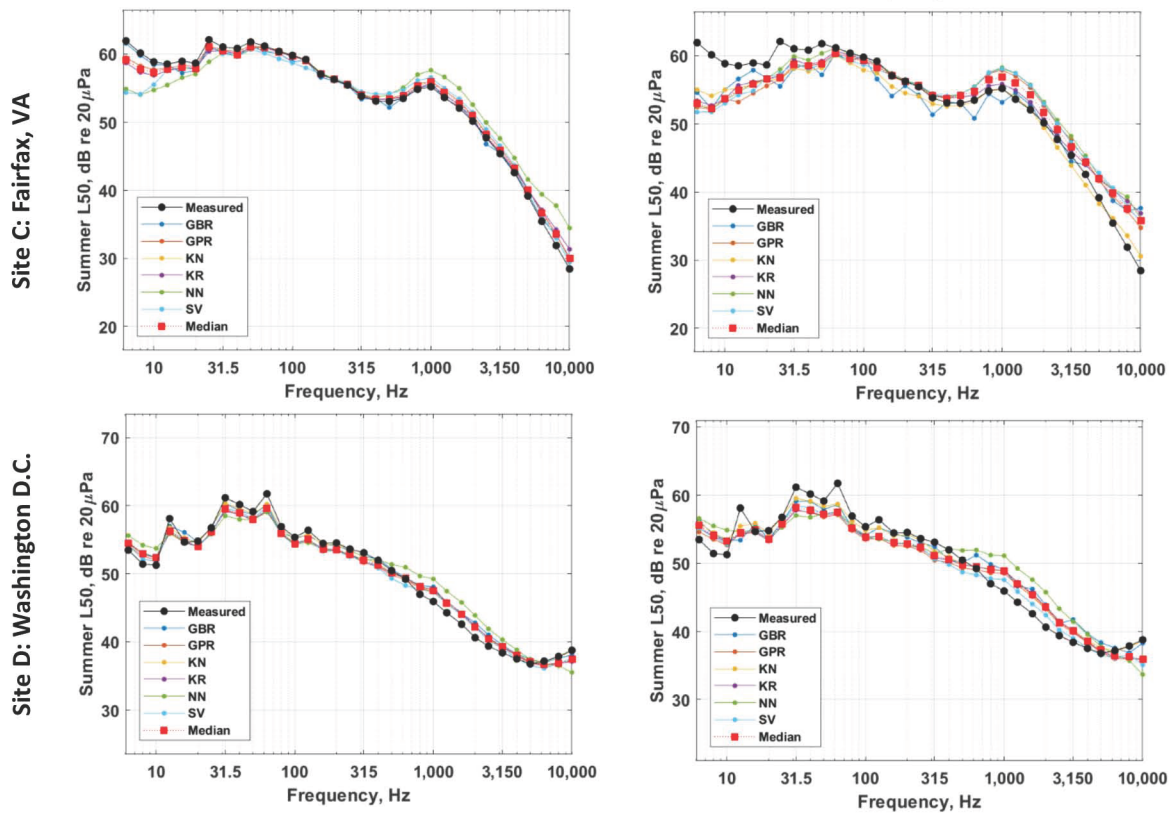 Site C: Fairfax, VA
Summer L50, dB re 20μPa
60
50
40
30
20
Measured
GBR
GPR
KN
KR
NN
SV
Median
10
31.5
100
315
1,000
3,150
10,000
Frequency, Hz
Summer L50, dB re 20μPa
60
50
40
30
20
Measured
GBR
GPR
KN
KR
NN
SV
Median
10
31.5
100
315
1,000
3,150
10,000
Frequency, Hz
Site D: Washington D.C.
Summer L50, dB re 20μPa
70
60
50
40
30
Measured
GBR
GPR
KN
KR
NN
SV
Median
10
31.5
100
315
1,000
3,150
10,000
Frequency, Hz
Summer L50, dB re 20μPa
70
60
50
40
30
Measured
GBR
GPR
KN
KR
NN
SV
Median
10
31.5
100
315
1,000
3,150
10,000
Frequency, Hz